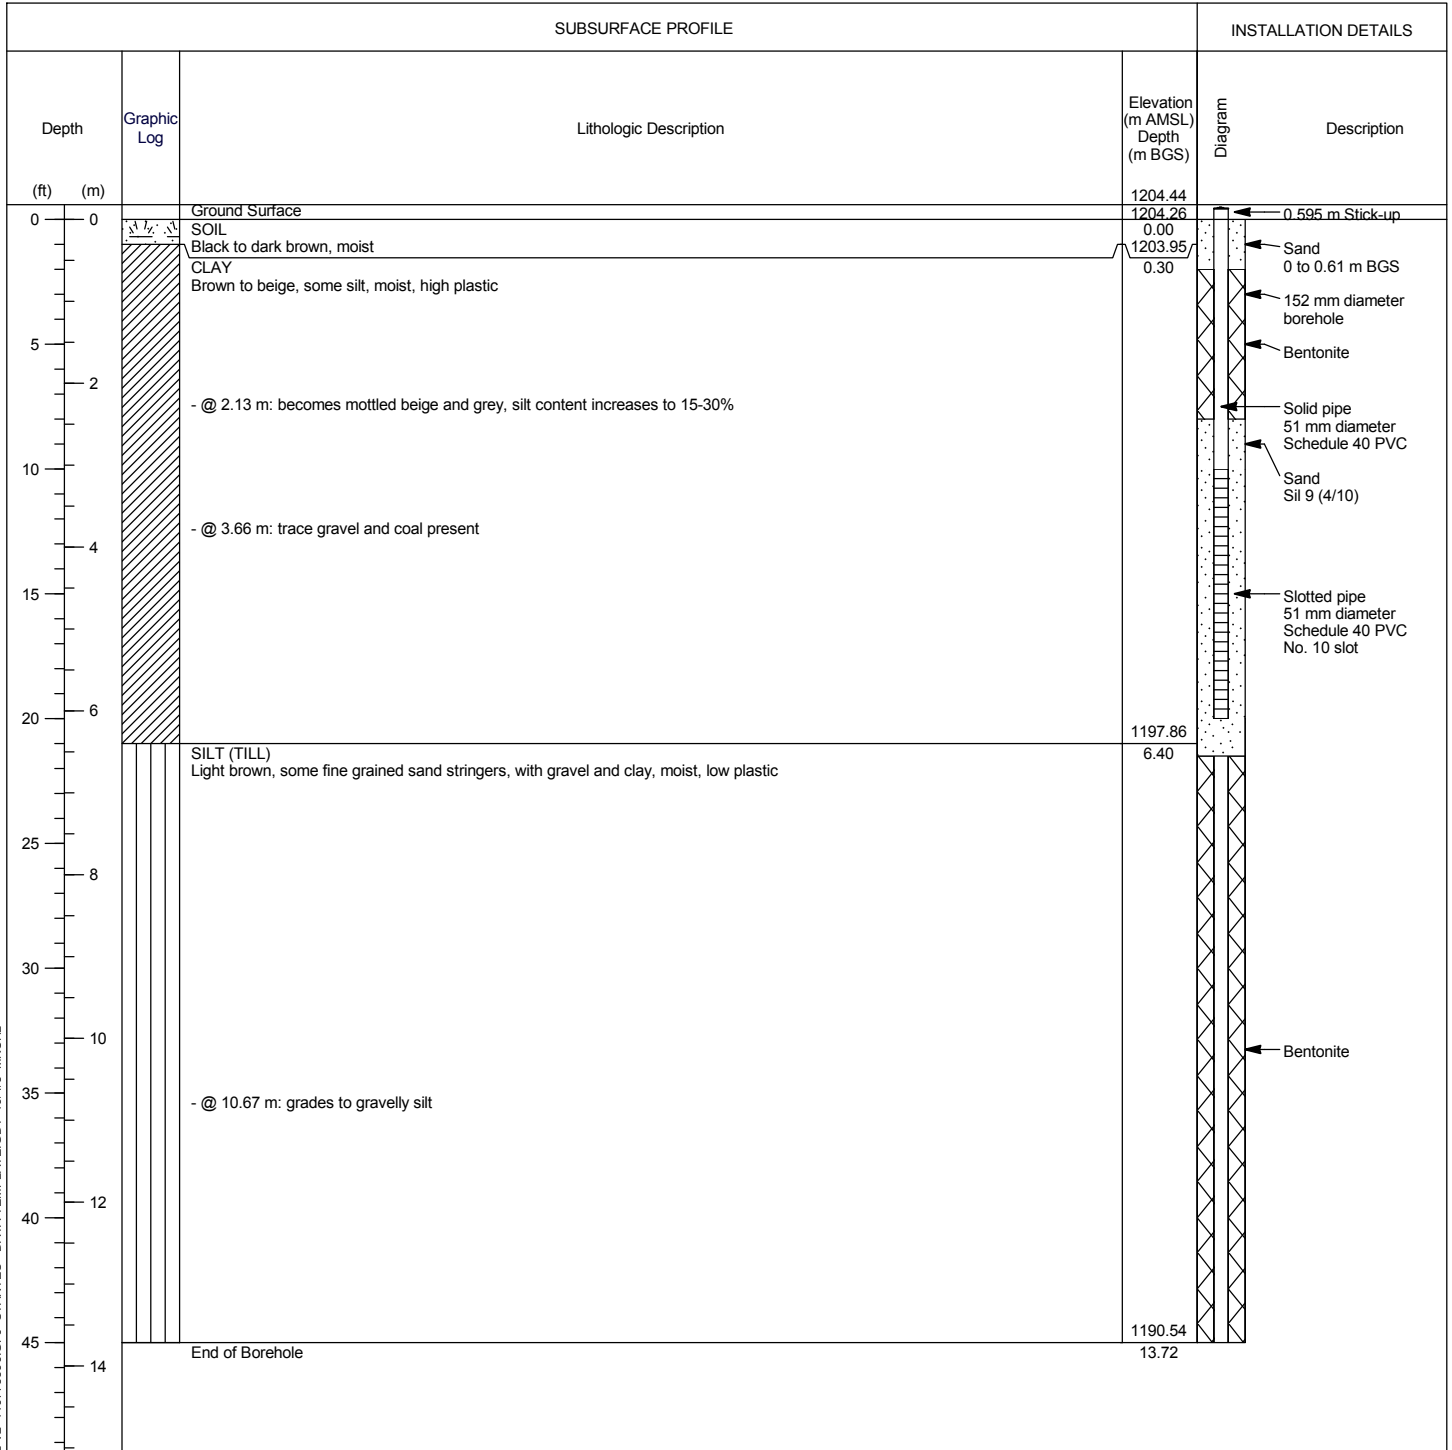 SUBSURFACE PROFILE
INSTALLATION DETAILS
Depth
Graphic
Log
Lithologic Description
Elevation
(m AMSL)
Depth
(m BGS)
Diagram
Description
(ft) (m)
1204.44
Ground Surface
1204.26
0.595 m Stick-up
0 0
SOIL
0.00
Black to dark brown, moist
1203.95
Sand
0 to 0.61 m BGS
CLAY
0.30
Brown to beige, some silt, moist, high plastic
152 mm diameter
borehole
5
Bentonite
2
- @ 2.13 m: becomes mottled beige and grey, silt content increases to 15-30%
Solid pipe
51 mm diameter
Schedule 40 PVC
10
Sand
Sil 9 (4/10)
- @ 3.66 m: trace gravel and coal present
4
15
Slotted pipe
51 mm diameter
Schedule 40 PVC
No. 10 slot
6
20
1197.86
SILT (TILL)
6.40
Light brown, some fine grained sand stringers, with gravel and clay, moist, low plastic
25
8
30
10
Bentonite
35
- @ 10.67 m: grades to gravelly silt
12
40
1190.54
45
End of Borehole
13.72
14